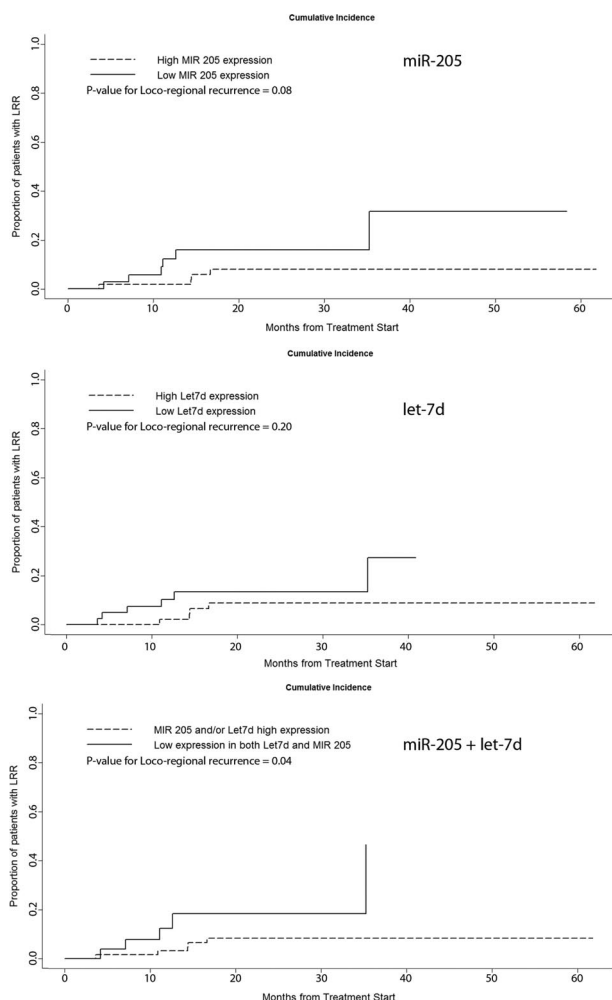 Cumulative Incidence
miR-205
High MIR 205 expression
Low MIR 205 expression
P-value for Loco-regional recurrence = 0.08
Proportion of patients with LRR
1.0
0.8
0.6
0.4
0.2
0.0
0 10 20 30 40 50 60
Months from Treatment Start
Cumulative Incidence
let-7d
High Let7d expression
Low Let7d expression
P-value for Loco-regional recurrence = 0.20
Proportion of patients with LRR
1.0
0.8
0.6
0.4
0.2
0.0
0 10 20 30 40 50 60
Months from Treatment Start
Cumulative Incidence
miR-205 + let-7d
MIR 205 and/or Let7d high expression
Low expression in both Let7d and MIR 205
P-value for Loco-regional recurrence = 0.04
Proportion of patients with LRR
1.0
0.8
0.6
0.4
0.2
0.0
0 10 20 30 40 50 60
Months from Treatment Start